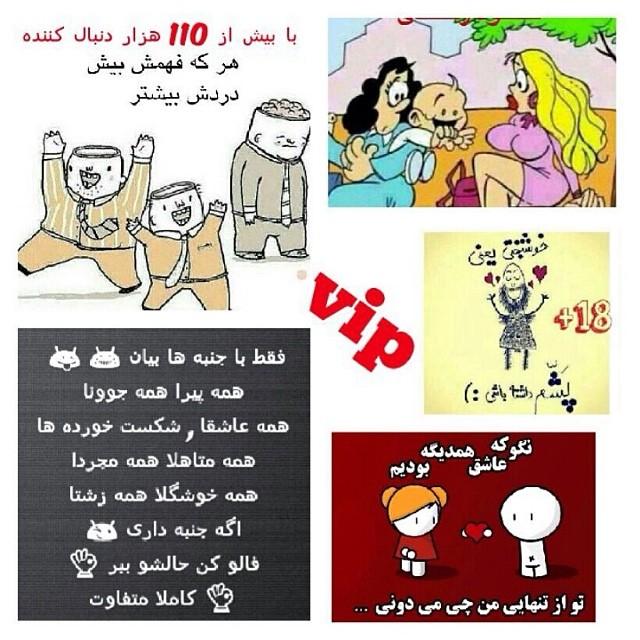 با بیش از 110 هزار دنبال کننده
هر که فهمش بیش
دردش بیشتر
vip
خوشبختی یعنی
+18
پشم داشته باشی :)
فقط با جنبه ها بیان
همه پیرا همه جوونا
همه عاشقا , شکست خورده ها
همه متاهلا همه مجردا
همه خوشگلا همه زشتا
اگه جنبه داری
فالو کن حالشو ببر
کاملا متفاوت
نگو که
عاشق همدیگه
بودیم
تو از تنهایی من چی می دونی ...